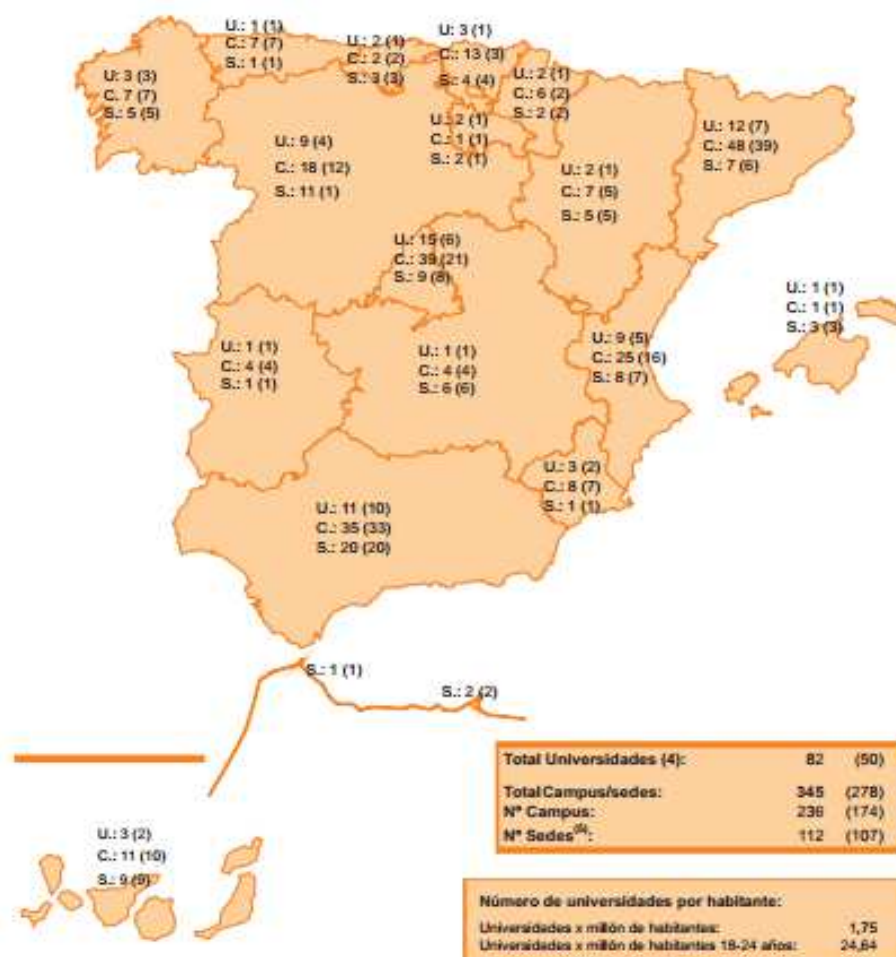 U.: 1 (1)
C.: 7 (7)
S.: 1 (1)
U.: 2 (1)
C.: 2 (2)
S.: 3 (3)
U: 3 (1)
C.: 13 (3)
S.: 4 (4)
U.: 2 (1)
C.: 6 (2)
S.: 2 (2)
U: 3 (3)
C. 7 (7)
S.: 5 (5)
U.: 2 (1)
C.: 1 (1)
S.: 2 (1)
U.: 9 (4)
C.: 18 (12)
S.: 11 (1)
U.: 2 (1)
C.: 7 (5)
S.: 5 (5)
U.: 12 (7)
C.: 48 (39)
S.: 7 (6)
U.: 15 (6)
C.: 39 (21)
S.: 9 (8)
U.: 1 (1)
C.: 1 (1)
S.: 3 (3)
U.: 1 (1)
C.: 4 (4)
S.: 1 (1)
U.: 1 (1)
C.: 4 (4)
S.: 6 (6)
U.: 9 (5)
C.: 25 (16)
S.: 8 (7)
U.: 3 (2)
C.: 8 (7)
S.: 1 (1)
U.: 11 (10)
C.: 35 (33)
S.: 20 (20)
S.: 1 (1)
S.: 2 (2)
Total Universidades (4): 82 (50)
Total Campus/sedes: 345 (278)
Nº Campus: 236 (174)
Nº Sedes(5): 112 (107)
U.: 3 (2)
C.: 11 (10)
S.: 9 (9)
Número de universidades por habitante:
Universidades x millón de habitantes: 1,75
Universidades x millón de habitantes 18-24 años: 24,64